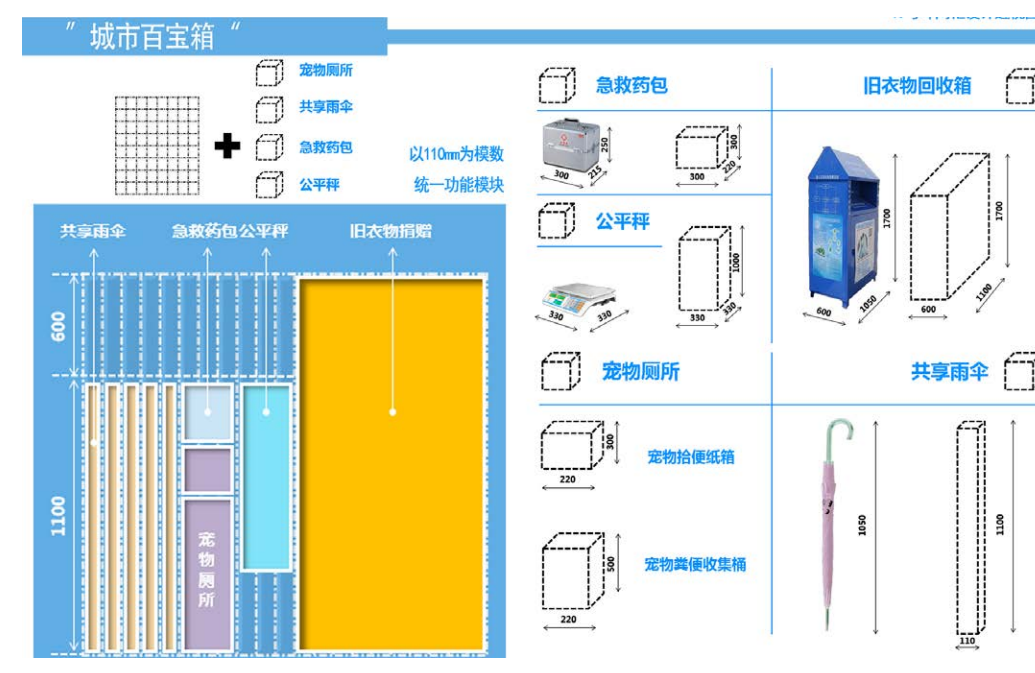 ”城市百宝箱“
宠物厕所
共享雨伞
急救药包
公平秤
以110mm为模数
统一功能模块
共享雨伞
急救药包
公平秤
旧衣物捐赠
600
1100
宠物厕所
急救药包
300
215
250
300
220
300
公平秤
330
330
330
330
1000
旧衣物回收箱
600
1050
1700
600
1100
1700
宠物厕所
220
300
宠物拾便纸箱
220
500
宠物粪便收集桶
共享雨伞
1050
110
1100